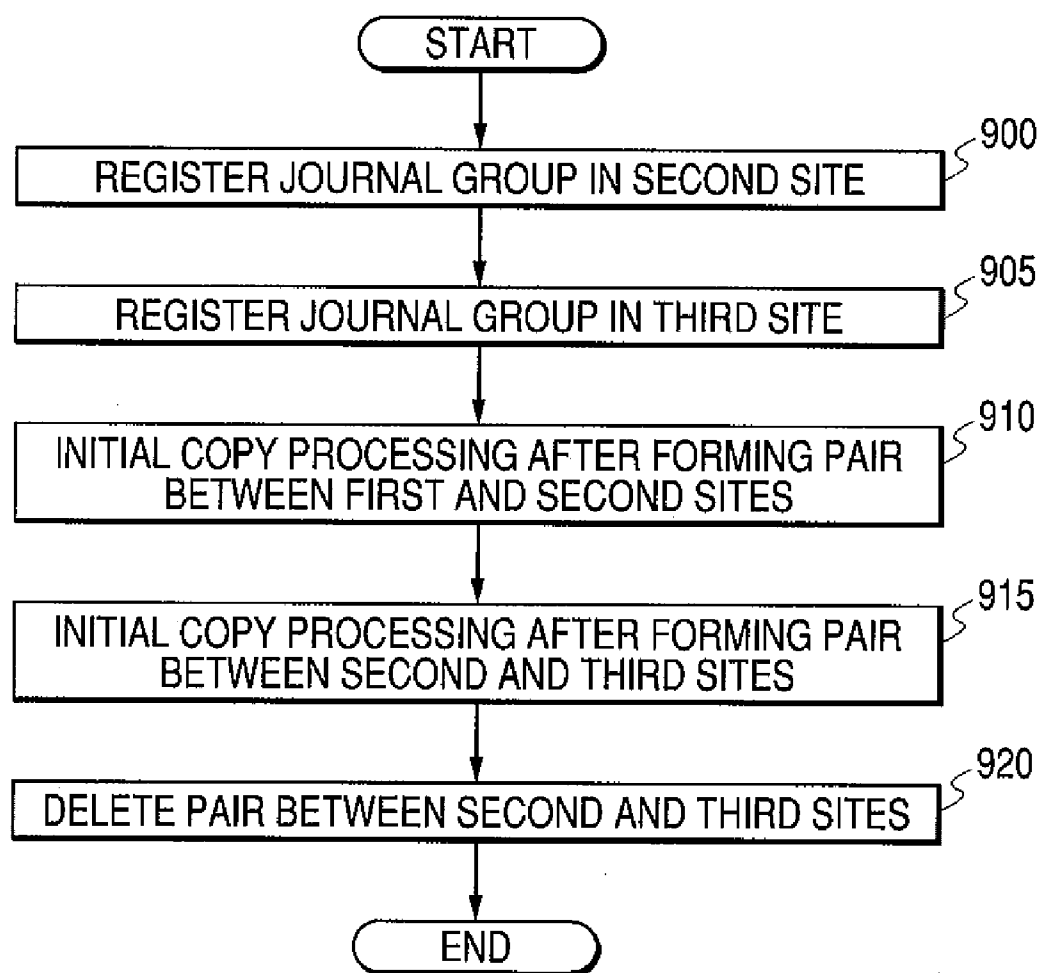 START
900
REGISTER JOURNAL GROUP IN SECOND SITE
905
REGISTER JOURNAL GROUP IN THIRD SITE
910
INITIAL COPY PROCESSING AFTER FORMING PAIR
BETWEEN FIRST AND SECOND SITES
915
INITIAL COPY PROCESSING AFTER FORMING PAIR
BETWEEN SECOND AND THIRD SITES
920
DELETE PAIR BETWEEN SECOND AND THIRD SITES
END